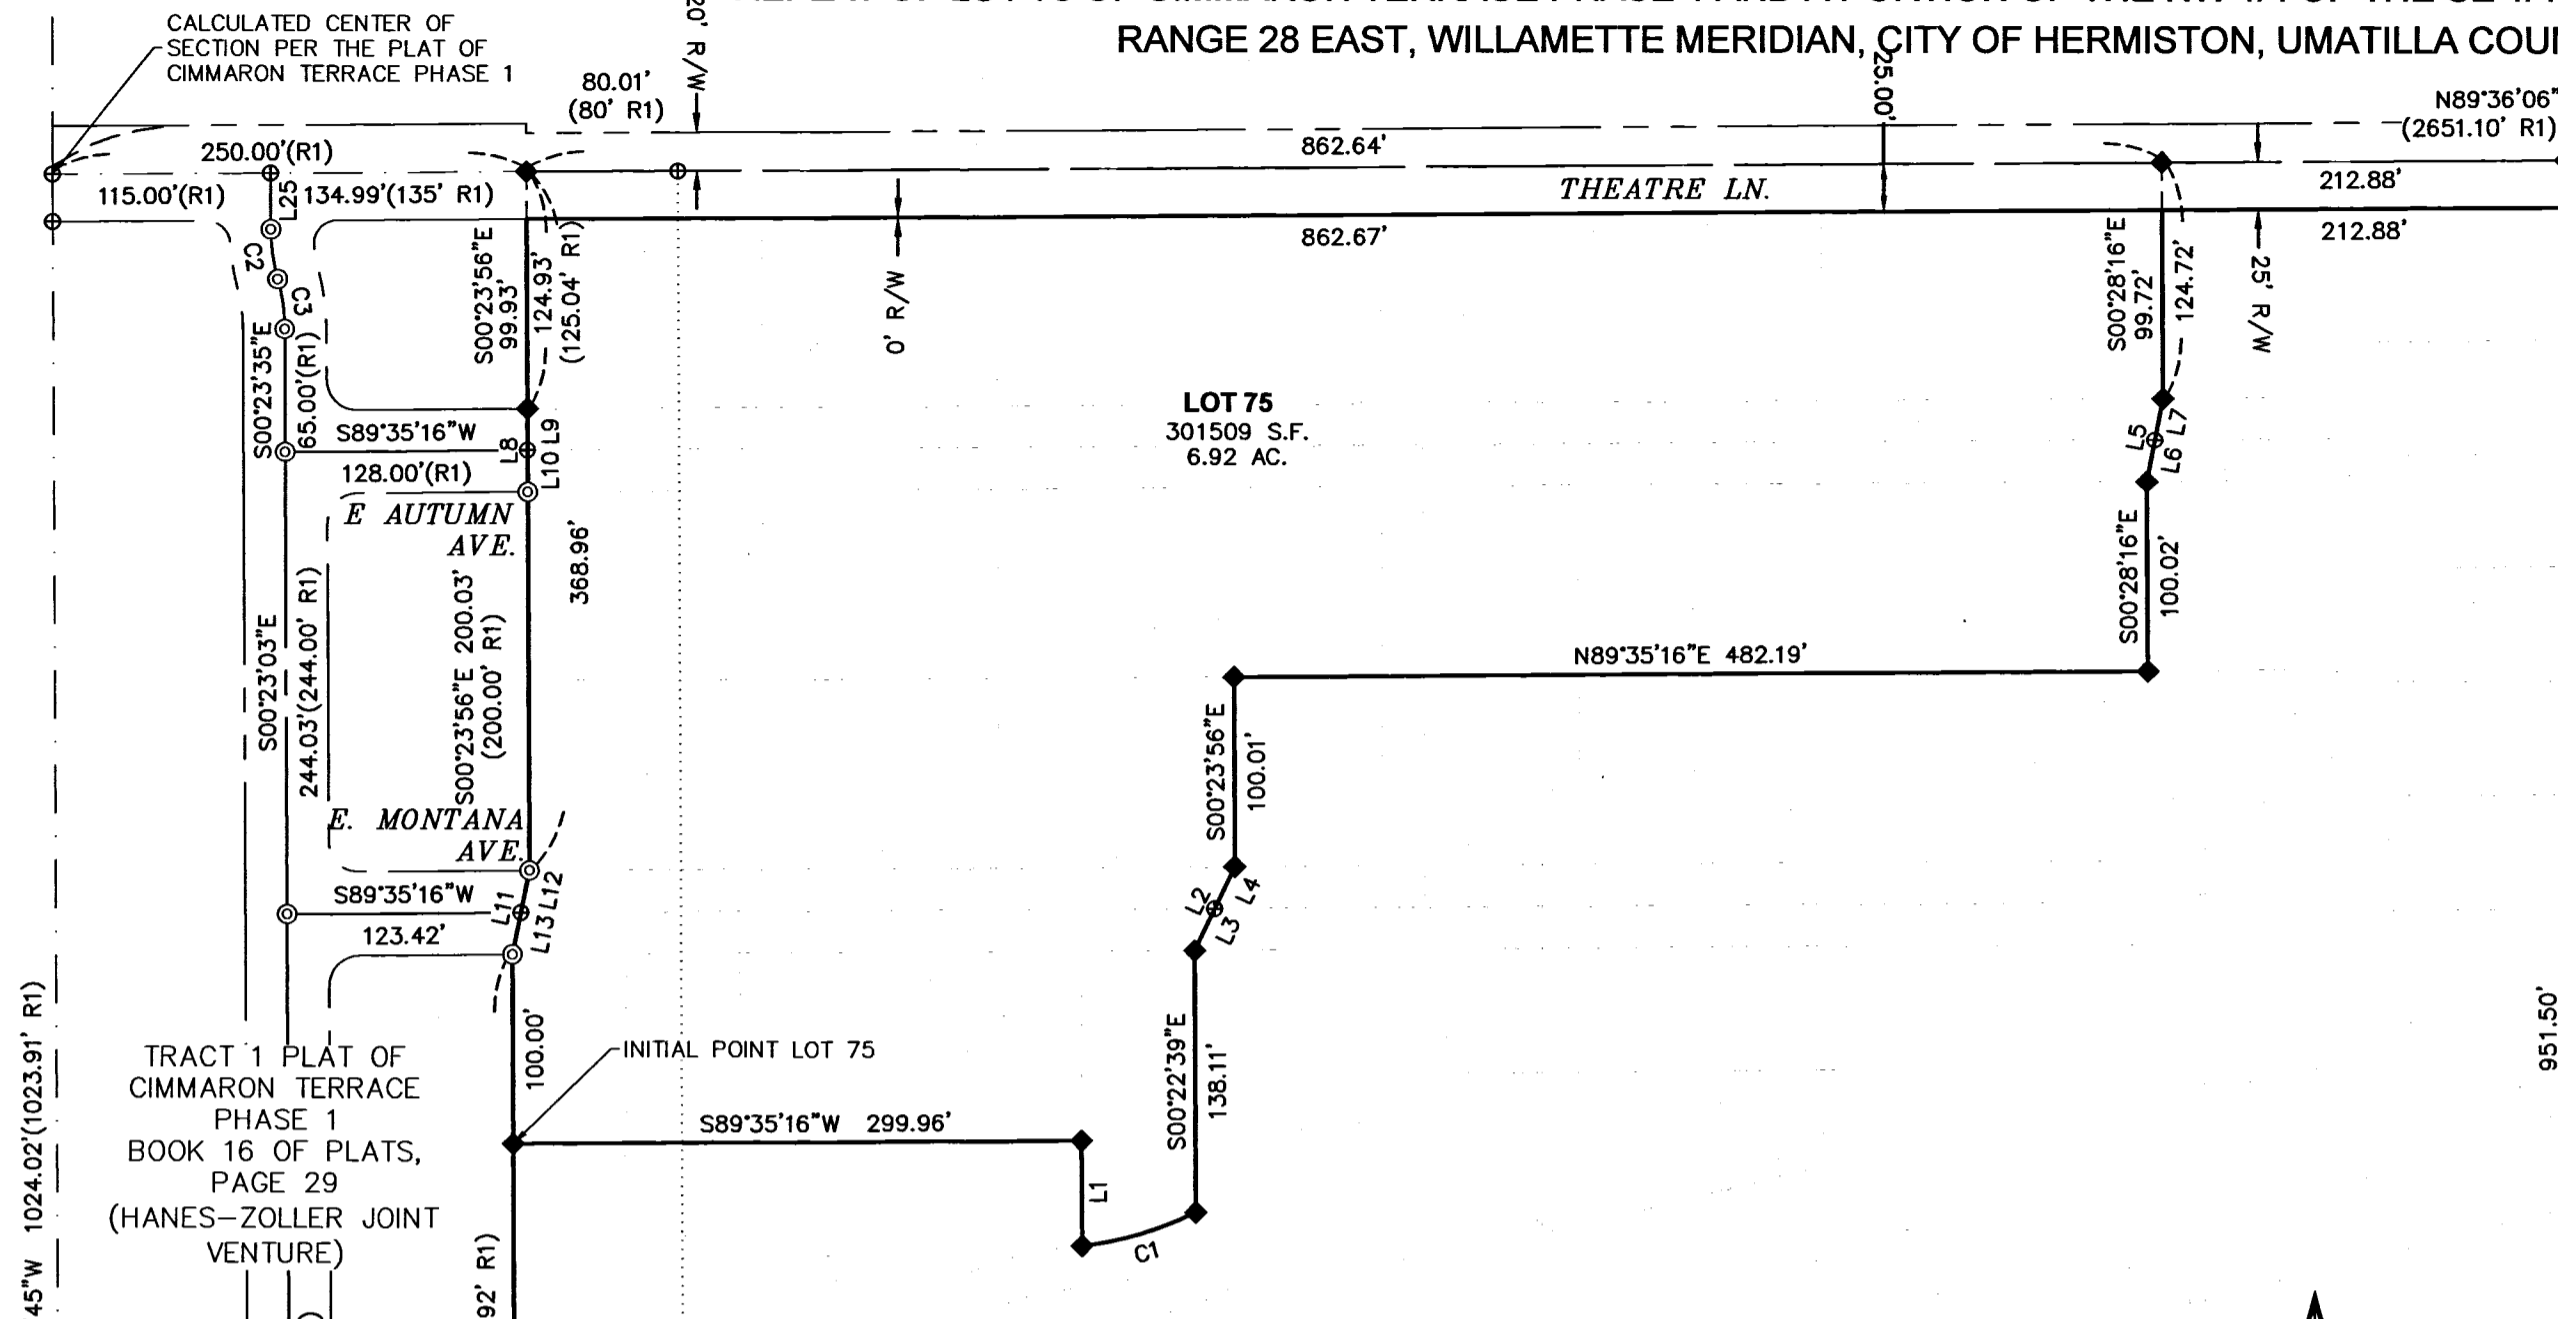 RANGE 28 EAST, WILLAMETTE MERIDIAN, CITY OF HERMISTON, UMATILLA
CALCULATED CENTER OF
SECTION PER THE PLAT OF
CIMMARON TERRACE PHASE 1
80.01'
(80' R1)
20' R/W
25.00'
N89°36'06"
(2651.10' R1)
250.00'(R1)
862.64'
115.00'(R1)
L25
134.99'(135' R1)
THEATRE LN.
212.88'
862.67'
212.88'
C2
C3
S00°23'56"E
99.93'
124.93'
(125.04' R1)
0' R/W
S00°28'16"E
99.72'
124.72'
25' R/W
S00°23'35"E
65.00'(R1)
LOT 75
301509 S.F.
6.92 AC.
S89°35'16"W
128.00'(R1)
L8
L9
L10
L5
L7
L6
E AUTUMN
AVE.
368.96'
S00°28'16"E
100.02'
S00°23'03"E
244.03'(244.00' R1)
S00°23'56"E 200.03'
(200.00' R1)
N89°35'16"E 482.19'
S00°23'56"E
100.01'
E. MONTANA
AVE.
S89°35'16"W
123.42'
L11
L12
L13
L2
L4
L3
1024.02'(1023.91' R1)
45"W
951.50'
100.00'
S00°22'39"E
138.11'
TRACT 1 PLAT OF
CIMMARON TERRACE
PHASE 1
BOOK 16 OF PLATS,
PAGE 29
(HANES-ZOLLER JOINT
VENTURE)
INITIAL POINT LOT 75
S89°35'16"W 299.96'
L1
C1
92' R1)